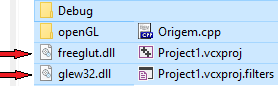 Debug
openGL Origem.cpp
freeglut.dll Project1.vcxproj
glew32.dll Project1.vcxproj.filters